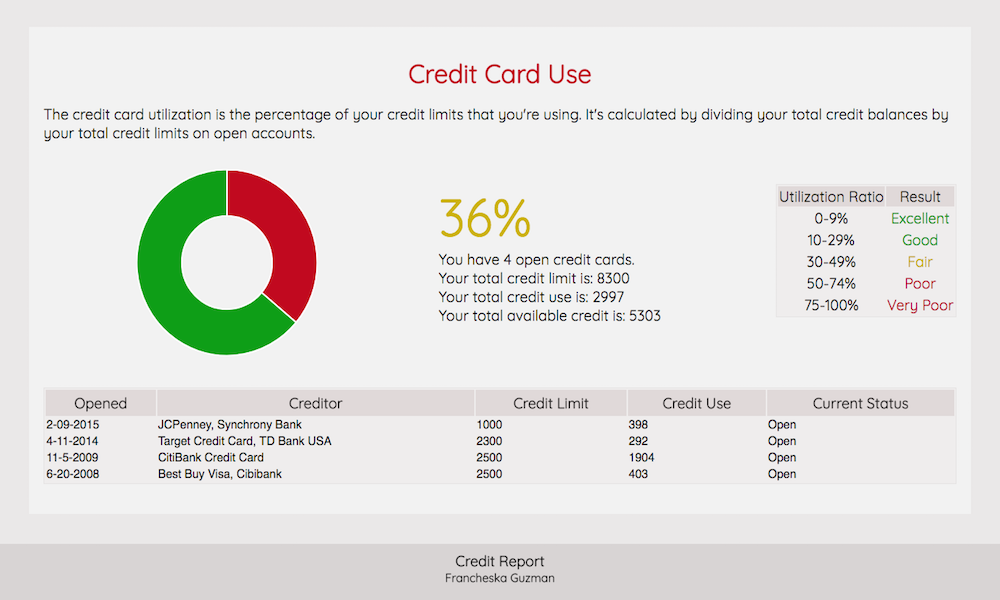 Credit Card Use
The credit card utilization is the percentage of your credit limits that you're using. It's calculated by dividing your total credit balances by
your total credit limits on open accounts.
36%
You have 4 open credit cards.
Your total credit limit is: 8300
Your total credit use is: 2997
Your total available credit is: 5303
Utilization Ratio Result
0-9% Excellent
10-29% Good
30-49% Fair
50-74% Poor
75-100% Very Poor
Opened Creditor Credit Limit Credit Use Current Status
2-09-2015 JCPenney, Synchrony Bank 1000 398 Open
4-11-2014 Target Credit Card, TD Bank USA 2300 292 Open
11-5-2009 CitiBank Credit Card 2500 1904 Open
6-20-2008 Best Buy Visa, Cibibank 2500 403 Open
Credit Report
Francheska Guzman